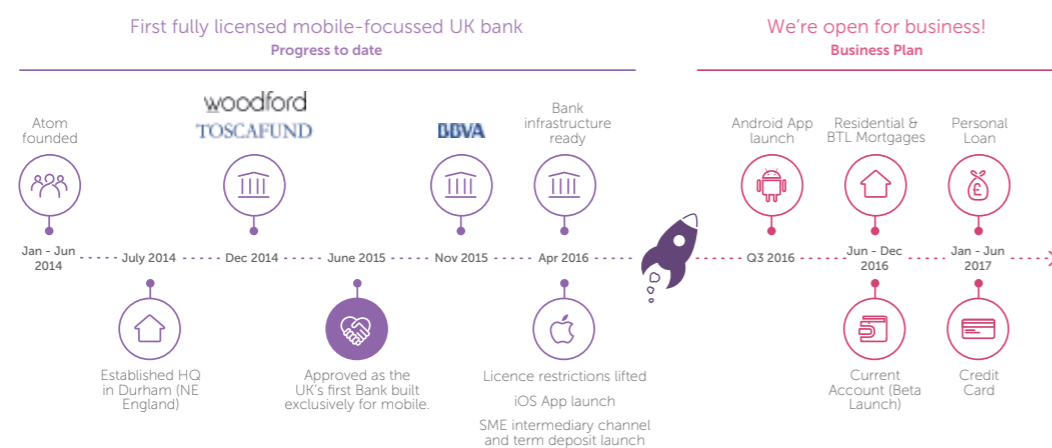 First fully licensed mobile-focussed UK bank
Progress to date
We're open for business!
Business Plan
Atom
founded
woodford
TOSCAFUND
BBVA
Bank
infrastructure
ready
Android App
launch
Residential &
BTL Mortgages
Personal
Loan
£
Jan - Jun
2014
July 2014
Dec 2014
June 2015
Nov 2015
Apr 2016
Q3 2016
Jun - Dec
2016
Jan - Jun
2017
Established HQ
in Durham (NE
England)
Approved as the
UK's first Bank built
exclusively for mobile.
Licence restrictions lifted
iOS App launch
SME intermediary channel
and term deposit launch
Current
Account (Beta
Launch)
Credit
Card